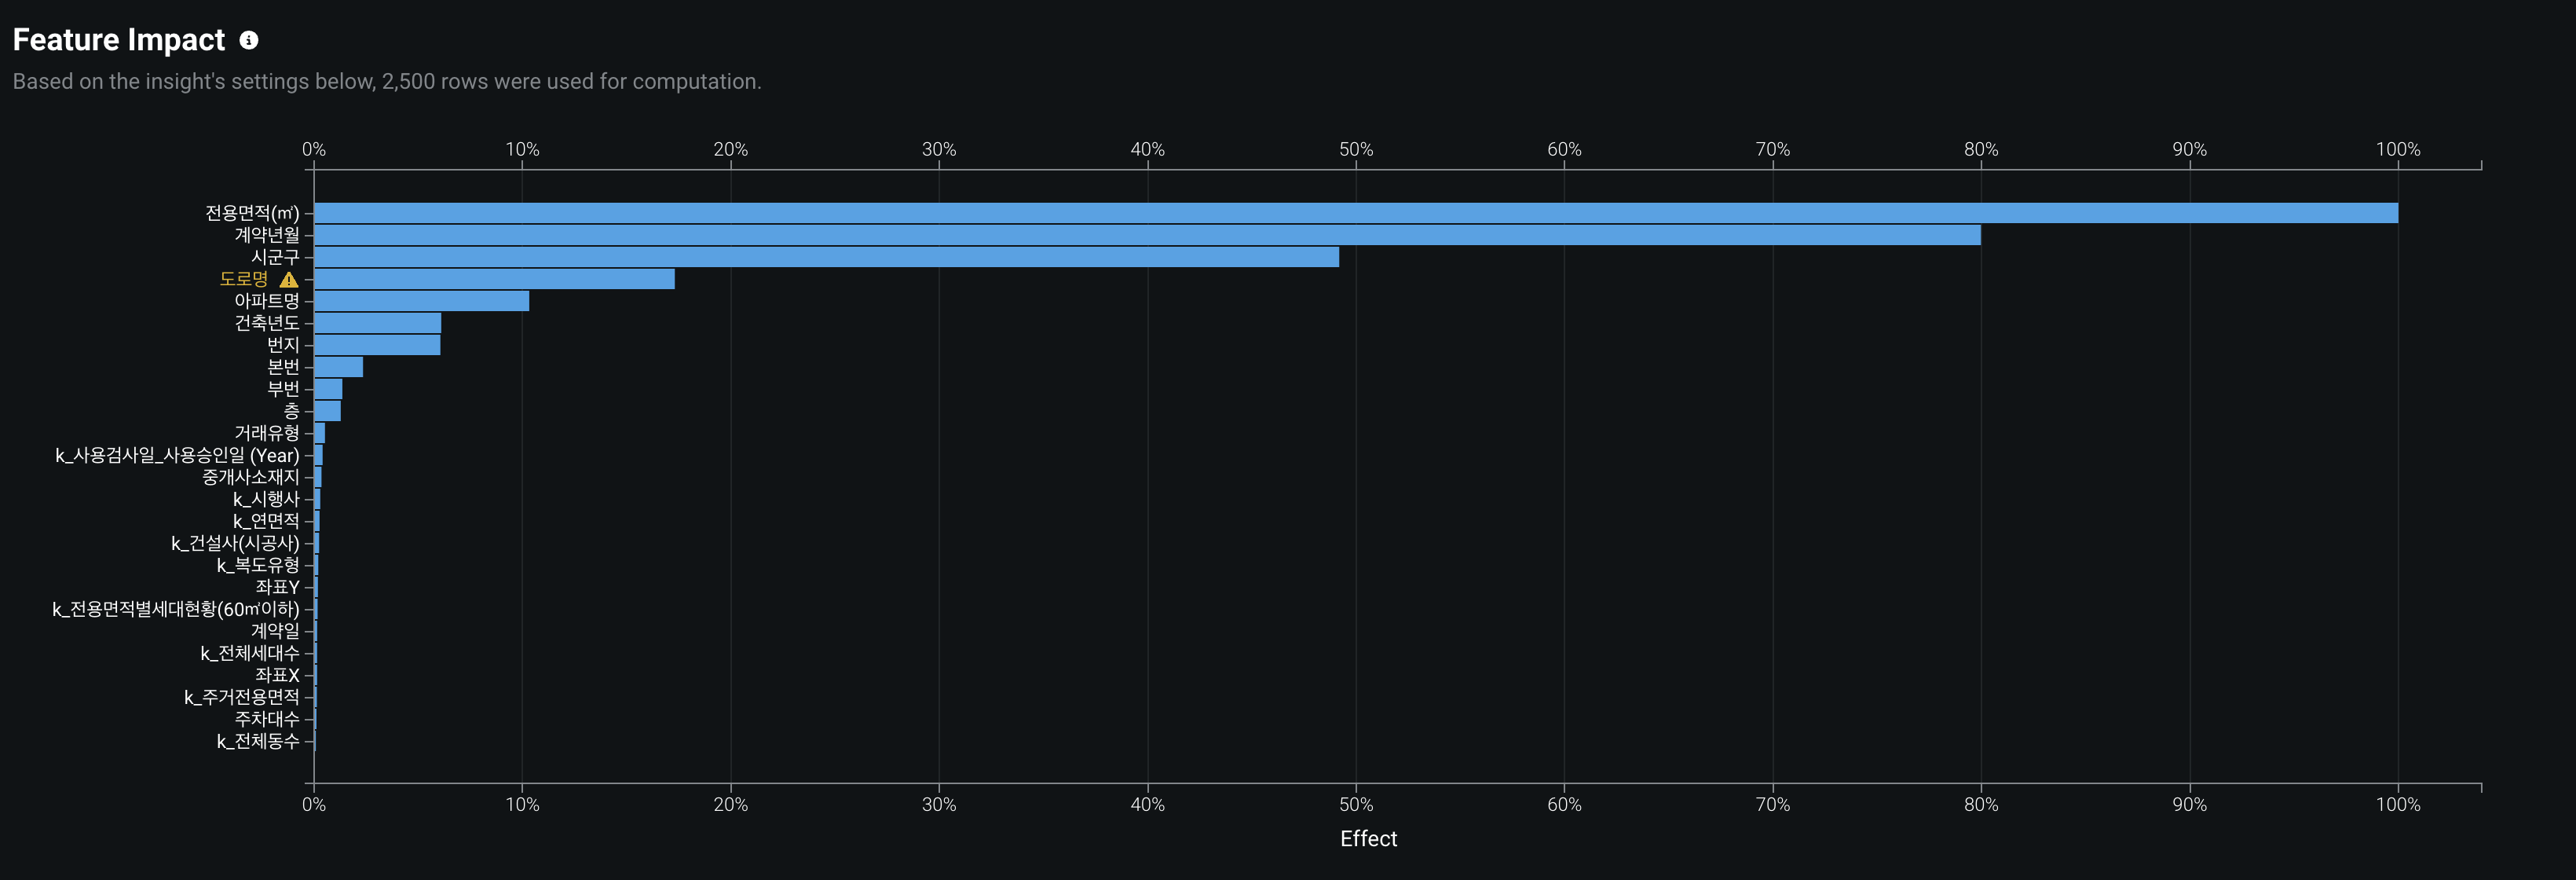 Feature Impact
Based on the insight's settings below, 2,500 rows were used for computation.
0% 10% 20% 30% 40% 50% 60% 70% 80% 90% 100%
전용면적(㎡)
계약년월
시군구
도로명
아파트명
건축년도
번지
본번
부번
층
거래유형
k_사용검사일_사용승인일 (Year)
중개사소재지
k_시행사
k_연면적
k_건설사(시공사)
k_복도유형
좌표Y
k_전용면적별세대현황(60㎡이하)
계약일
k_전체세대수
좌표X
k_주거전용면적
주차대수
k_전체동수
0% 10% 20% 30% 40% 50% 60% 70% 80% 90% 100%
Effect